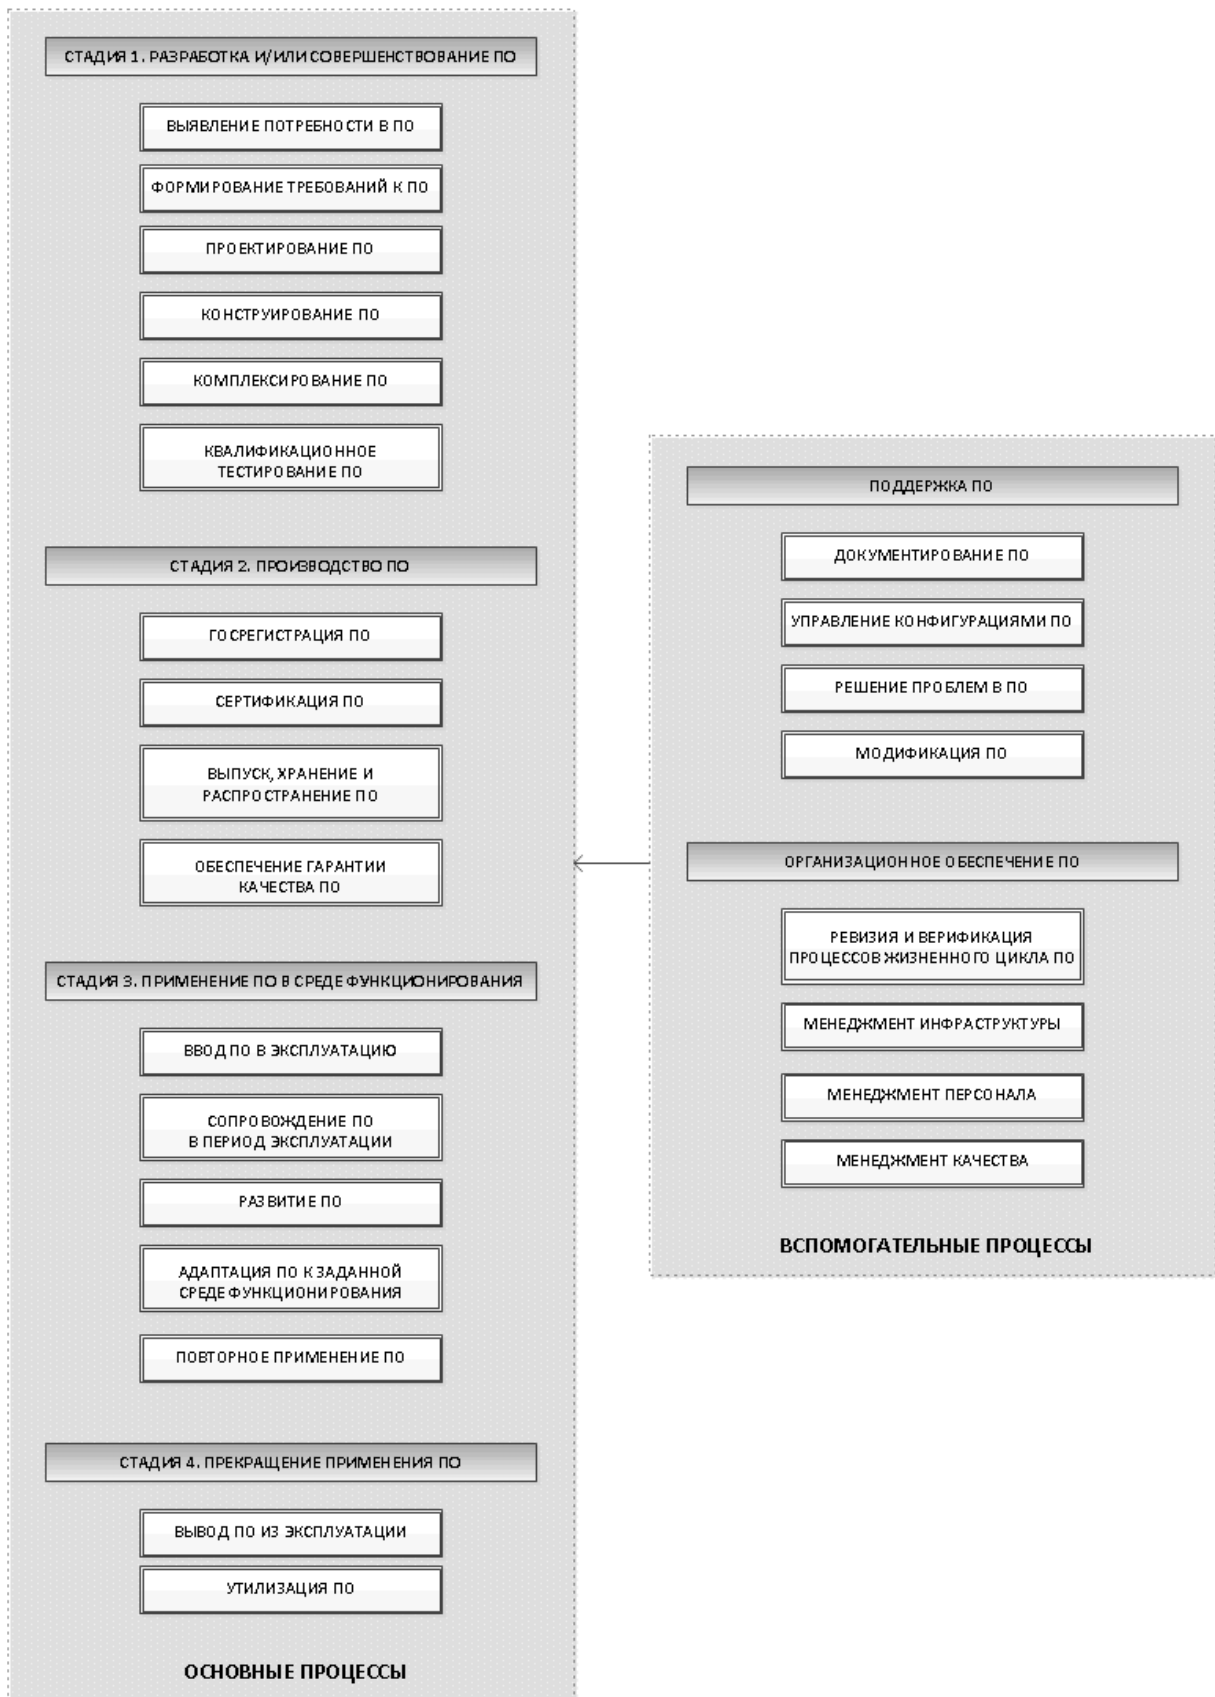 СТАДИЯ 1. РАЗРАБОТКА И/ИЛИ СОВЕРШЕНСТВОВАНИЕ ПО
ВЫЯВЛЕНИЕ ПОТРЕБНОСТИ В ПО
ФОРМИРОВАНИЕ ТРЕБОВАНИЙ К ПО
ПРОЕКТИРОВАНИЕ ПО
КОНСТРУИРОВАНИЕ ПО
КОМПЛЕКСИРОВАНИЕ ПО
КВАЛИФИКАЦИОННОЕ
ТЕСТИРОВАНИЕ ПО
СТАДИЯ 2. ПРОИЗВОДСТВО ПО
ГОСРЕГИСТРАЦИЯ ПО
СЕРТИФИКАЦИЯ ПО
ВЫПУСК, ХРАНЕНИЕ И
РАСПРОСТРАНЕНИЕ ПО
ОБЕСПЕЧЕНИЕ ГАРАНТИИ
КАЧЕСТВА ПО
СТАДИЯ 3. ПРИМЕНЕНИЕ ПО В СРЕДЕ ФУНКЦИОНИРОВАНИЯ
ВВОД ПО В ЭКСПЛУАТАЦИЮ
СОПРОВОЖДЕНИЕ ПО
В ПЕРИОД ЭКСПЛУАТАЦИИ
РАЗВИТИЕ ПО
АДАПТАЦИЯ ПО К ЗАДАННОЙ
СРЕДЕ ФУНКЦИОНИРОВАНИЯ
ПОВТОРНОЕ ПРИМЕНЕНИЕ ПО
СТАДИЯ 4. ПРЕКРАЩЕНИЕ ПРИМЕНЕНИЯ ПО
ВЫВОД ПО ИЗ ЭКСПЛУАТАЦИИ
УТИЛИЗАЦИЯ ПО
ОСНОВНЫЕ ПРОЦЕССЫ
ПОДДЕРЖКА ПО
ДОКУМЕНТИРОВАНИЕ ПО
УПРАВЛЕНИЕ КОНФИГУРАЦИЯМИ ПО
РЕШЕНИЕ ПРОБЛЕМ В ПО
МОДИФИКАЦИЯ ПО
ОРГАНИЗАЦИОННОЕ ОБЕСПЕЧЕНИЕ ПО
РЕВИЗИЯ И ВЕРИФИКАЦИЯ
ПРОЦЕССОВ ЖИЗНЕННОГО ЦИКЛА ПО
МЕНЕДЖМЕНТ ИНФРАСТРУКТУРЫ
МЕНЕДЖМЕНТ ПЕРСОНАЛА
МЕНЕДЖМЕНТ КАЧЕСТВА
ВСПОМОГАТЕЛЬНЫЕ ПРОЦЕССЫ